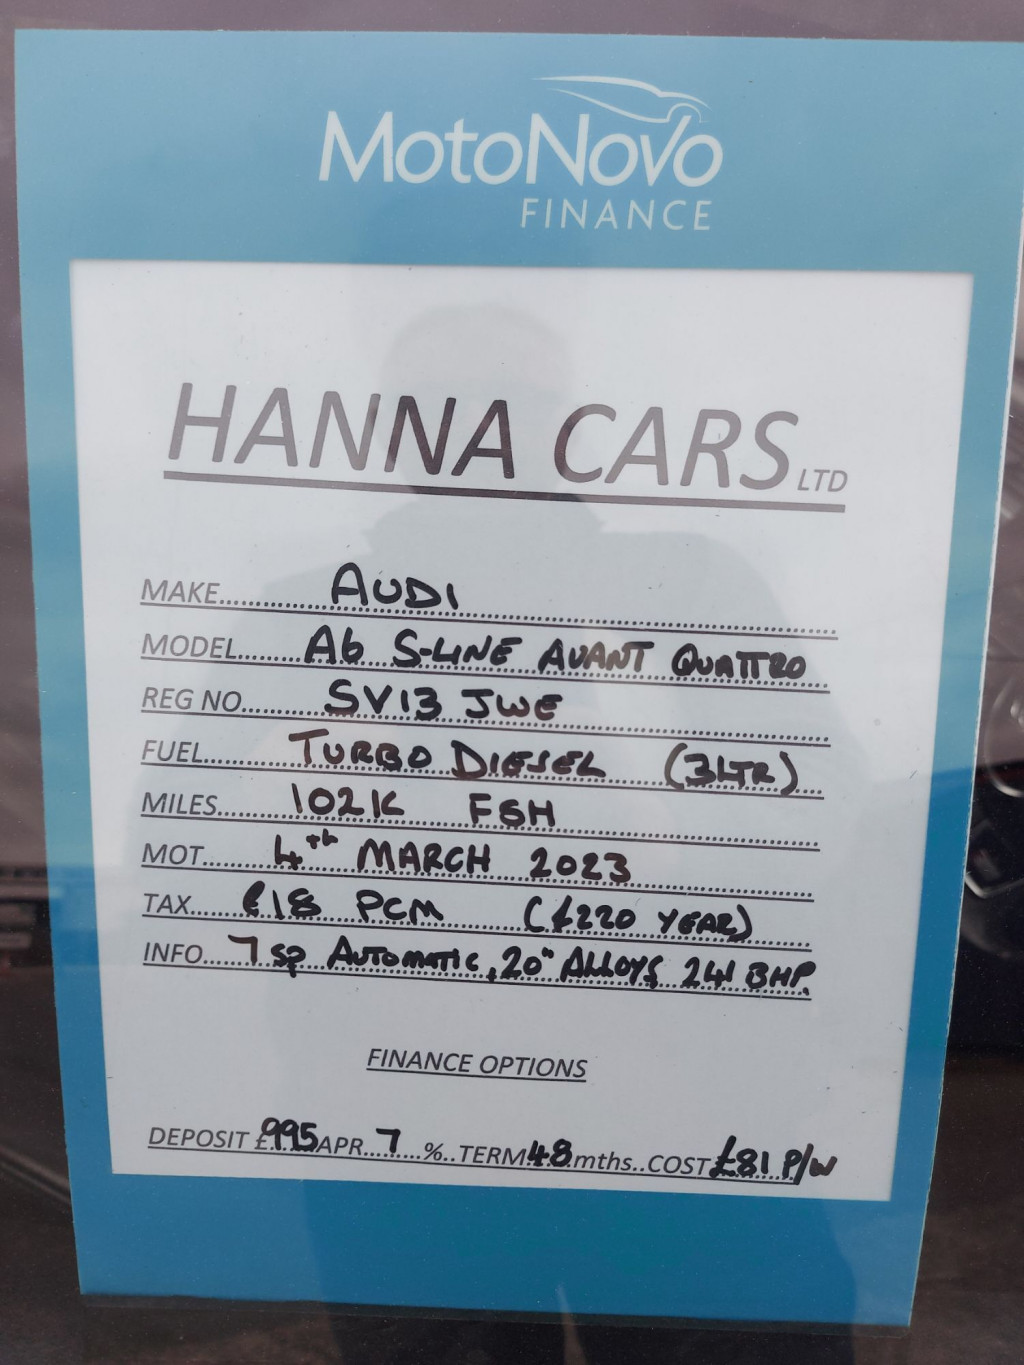 MotoNovo
FINANCE
HANNA CARS LTD
MAKE........AUDI........
MODEL......A6 S-LINE AVANT QUATTRO...
REG NO........SV13 JWE........
FUEL........TURBO DIESEL (3LTR)...
MILES........102K FSH........
MOT........4th MARCH 2023........
TAX.....£18 PCM (£220 YEAR)......
INFO....7 SP AUTOMATIC, 20" ALLOYS 241 BHP.
FINANCE OPTIONS
DEPOSIT £995 APR....7...%..TERM 48 mths..COST £81 P/W